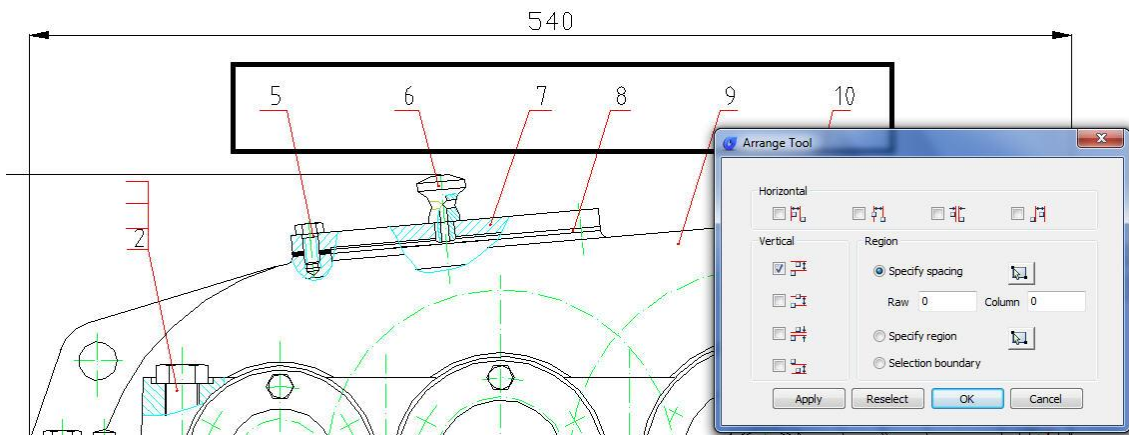 540
5 6 7 8 9 10
Arrange Tool
2
Horizontal
Vertical
Region
Specify spacing
Raw 0 Column 0
Specify region
Selection boundary
Apply Reselect OK Cancel